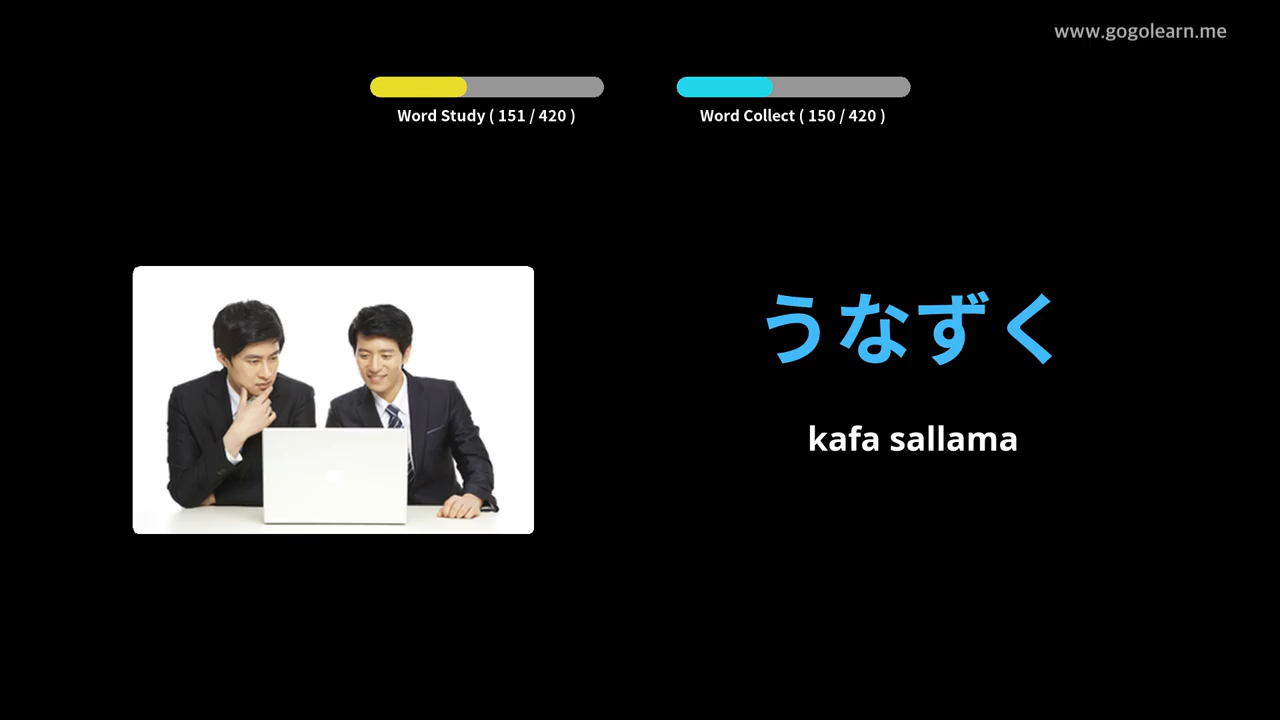 www.gogolearn.me
Word Study ( 151 / 420 )
Word Collect ( 150 / 420 )
うなずく
kafa sallama